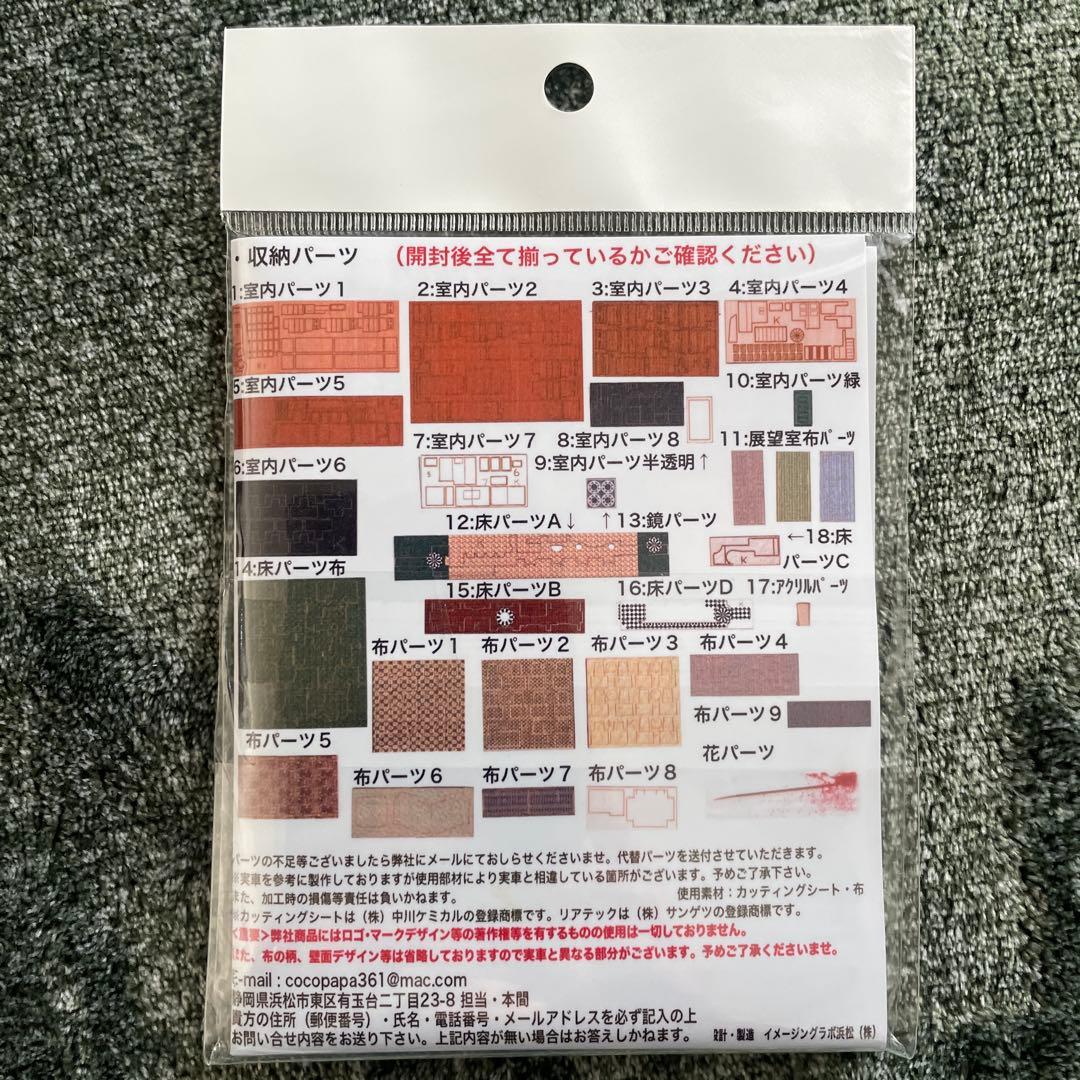 ・収納パーツ　（開封後全て揃っているかご確認ください）
1:室内パーツ1　2:室内パーツ2　3:室内パーツ3　4:室内パーツ4
K
5:室内パーツ5　10:室内パーツ緑
7:室内パーツ7　8:室内パーツ8　11:展望室布ﾊﾟｰﾂ
6:室内パーツ6　9:室内パーツ半透明↑
12:床パーツA↓　↑13:鏡パーツ
←18:床
パーツC
K
14:床パーツ布
15:床パーツB　16:床パーツD　17:ｱｸﾘﾙﾊﾟｰﾂ
布パーツ1　布パーツ2　布パーツ3　布パーツ4
布パーツ9
布パーツ5　花パーツ
布パーツ6　布パーツ7　布パーツ8
パーツの不足等ございましたら弊社にメールにておしらせくださいませ。代替パーツを送付させていただきます。
※実車を参考に製作しておりますが使用部材により実車と相違している箇所がございます。予めご了承下さい。
また、加工時の損傷等責任は負いかねます。　使用素材：カッティングシート・布
※カッティングシートは（株）中川ケミカルの登録商標です。リアテックは（株）サンゲツの登録商標です。
<重要>弊社商品にはロゴ・マークデザイン等の著作権等を有するものの使用は一切しておりません。
また、布の柄、壁面デザイン等は省略しておりますので実車と異なる部分がございます。予めご了承くださいませ。
E-mail : cocopapa361@mac.com
静岡県浜松市東区有玉台二丁目23-8 担当・本間
貴方の住所（郵便番号）・氏名・電話番号・メールアドレスを必ず記入の上
お問い合せ内容をお送り下さい。上記内容が無い場合はお答えしかねます。　設計・製造　イメージングラボ浜松（株）